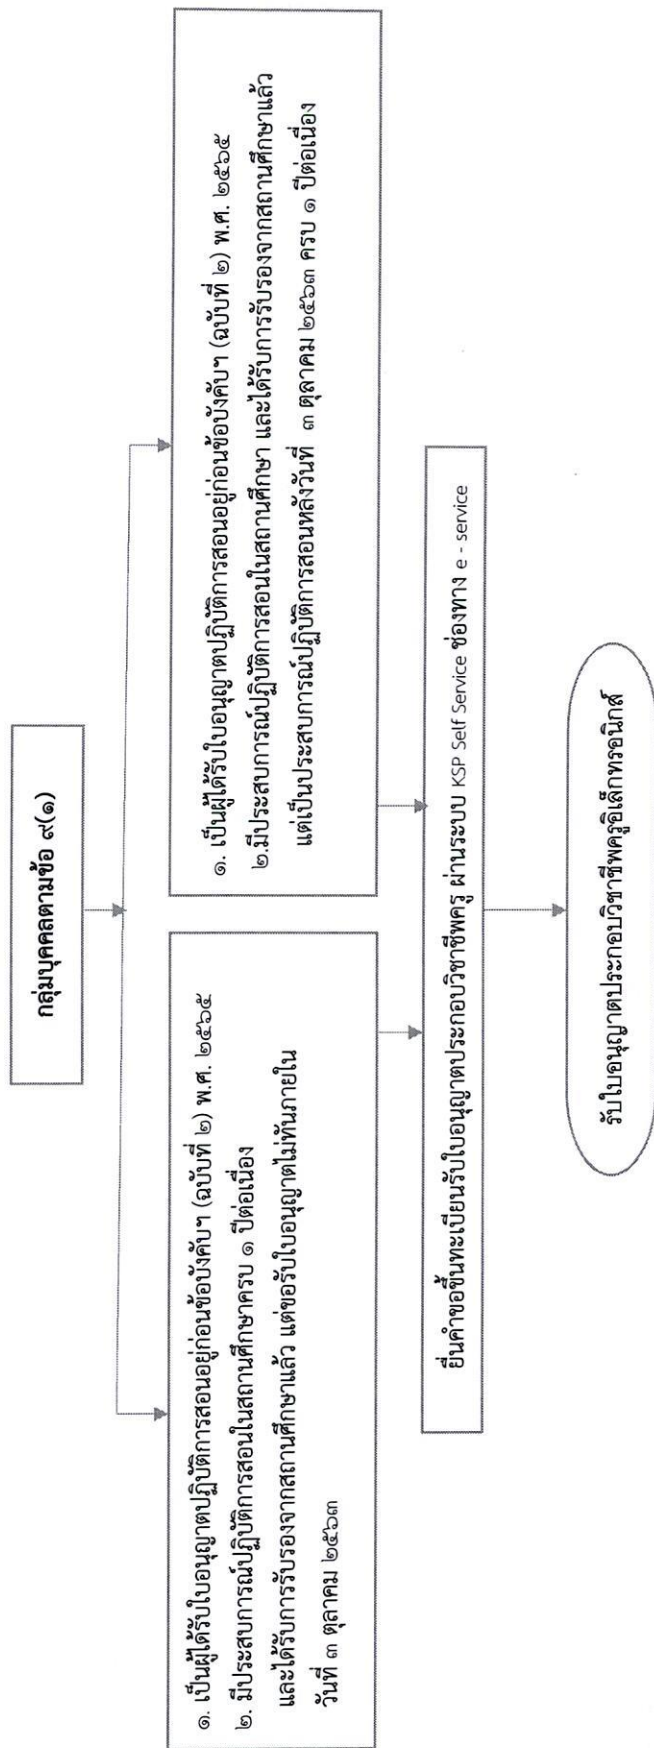 กลุ่มบุคคลตามข้อ ๙(๑)
๑. เป็นผู้ได้รับใบอนุญาตปฏิบัติการสอนอยู่ก่อนข้อบังคับฯ (ฉบับที่ ๒) พ.ศ. ๒๕๖๕
๒. มีประสบการณ์ปฏิบัติการสอนในสถานศึกษาครบ ๑ ปีต่อเนื่อง
และได้รับการรับรองจากสถานศึกษาแล้ว แต่ขอรับใบอนุญาตไม่ทันภายใน
วันที่ ๓ ตุลาคม ๒๕๖๓
๑. เป็นผู้ได้รับใบอนุญาตปฏิบัติการสอนอยู่ก่อนข้อบังคับฯ (ฉบับที่ ๒) พ.ศ. ๒๕๖๕
๒.มีประสบการณ์ปฏิบัติการสอนในสถานศึกษา และได้รับการรับรองจากสถานศึกษาแล้ว
แต่เป็นประสบการณ์ปฏิบัติการสอนหลังวันที่ ๓ ตุลาคม ๒๕๖๓ ครบ ๑ ปีต่อเนื่อง
ยื่นคำขอขึ้นทะเบียนรับใบอนุญาตประกอบวิชาชีพครู ผ่านระบบ KSP Self Service ช่องทาง e - service
รับใบอนุญาตประกอบวิชาชีพครูอิเล็กทรอนิกส์